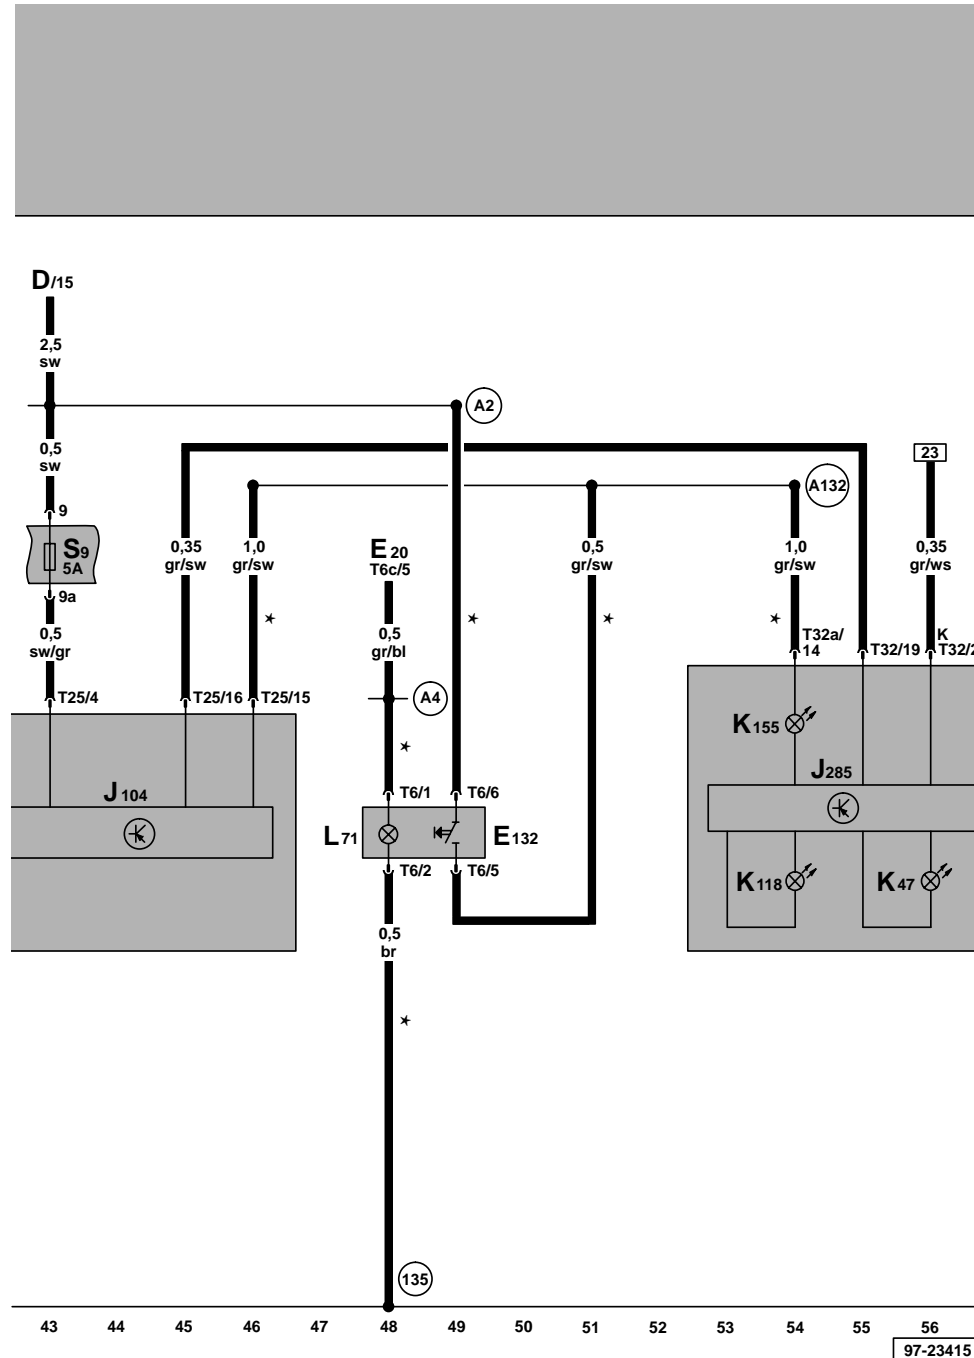 D/15
2,5
sw
A2
0,5
sw
23
9
A132
S9
5A
0,35
gr/sw
1,0
gr/sw
E20
T6c/5
0,5
gr/sw
1,0
gr/sw
0,35
gr/ws
9a
0,5
sw/gr
0,5
gr/bl
T32a/
14
T32/19
K
T32/2
T25/4
T25/16
T25/15
A4
K155
J285
J104
T6/1
T6/6
L71
E132
T6/2
T6/5
K118
K47
0,5
br
135
43 44 45 46 47 48 49 50 51 52 53 54 55 56
97-23415